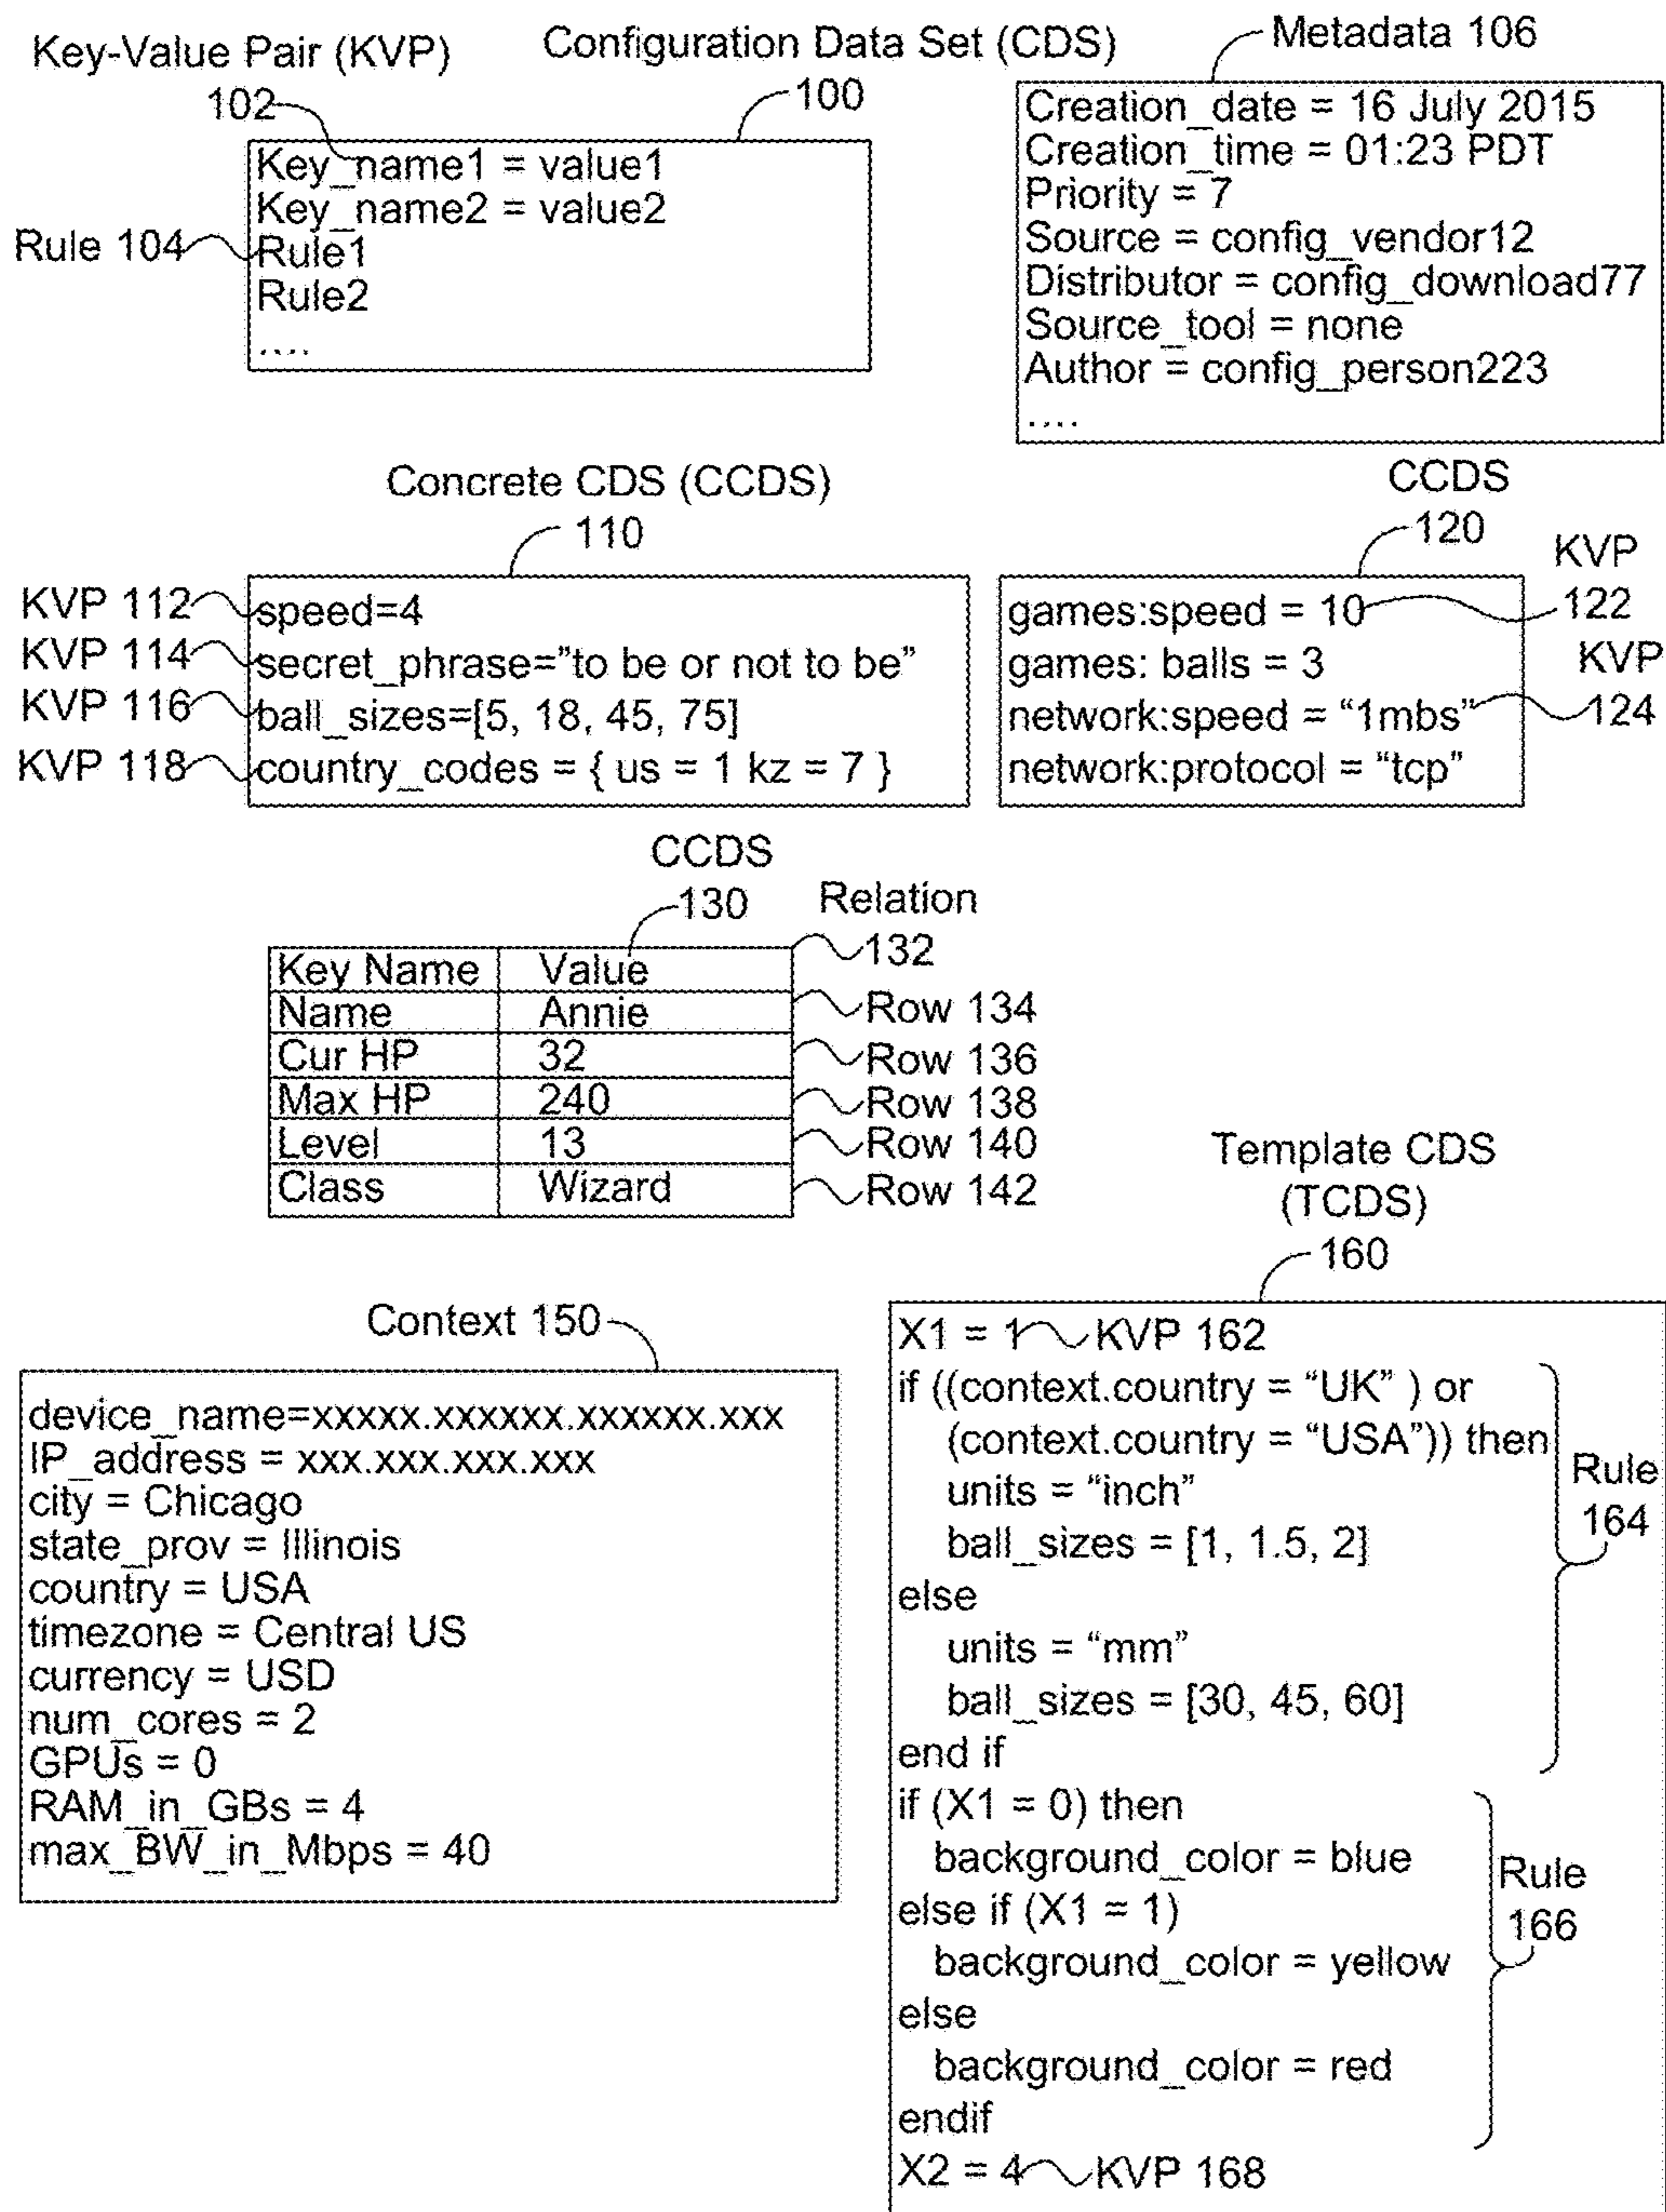 Key-Value Pair (KVP)
102
Configuration Data Set (CDS)
100
Key_name1 = value1
Key_name2 = value2
Rule 104
Rule1
Rule2
....
Metadata 106
Creation_date = 16 July 2015
Creation_time = 01:23 PDT
Priority = 7
Source = config_vendor12
Distributor = config_download77
Source_tool = none
Author = config_person223
....
Concrete CDS (CCDS)
110
KVP 112
speed=4
KVP 114
secret_phrase=”to be or not to be”
KVP 116
ball_sizes=[5, 18, 45, 75]
KVP 118
country_codes = { us = 1 kz = 7 }
CCDS
120
KVP
122
games:speed = 10
games: balls = 3
KVP
124
network:speed = “1mbs”
network:protocol = “tcp”
CCDS
130
Relation
132
Key Name Value
Name Annie Row 134
Cur HP 32 Row 136
Max HP 240 Row 138
Level 13 Row 140
Class Wizard Row 142
Context 150
device_name=xxxxx.xxxxxx.xxxxxx.xxx
IP_address = xxx.xxx.xxx.xxx
city = Chicago
state_prov = Illinois
country = USA
timezone = Central US
currency = USD
num_cores = 2
GPUs = 0
RAM_in_GBs = 4
max_BW_in_Mbps = 40
Template CDS
(TCDS)
160
X1 = 1 KVP 162
if ((context.country = “UK” ) or
(context.country = “USA”)) then
units = “inch”
ball_sizes = [1, 1.5, 2]
else
units = “mm”
ball_sizes = [30, 45, 60]
end if
Rule
164
if (X1 = 0) then
background_color = blue
else if (X1 = 1)
background_color = yellow
else
background_color = red
endif
Rule
166
X2 = 4 KVP 168